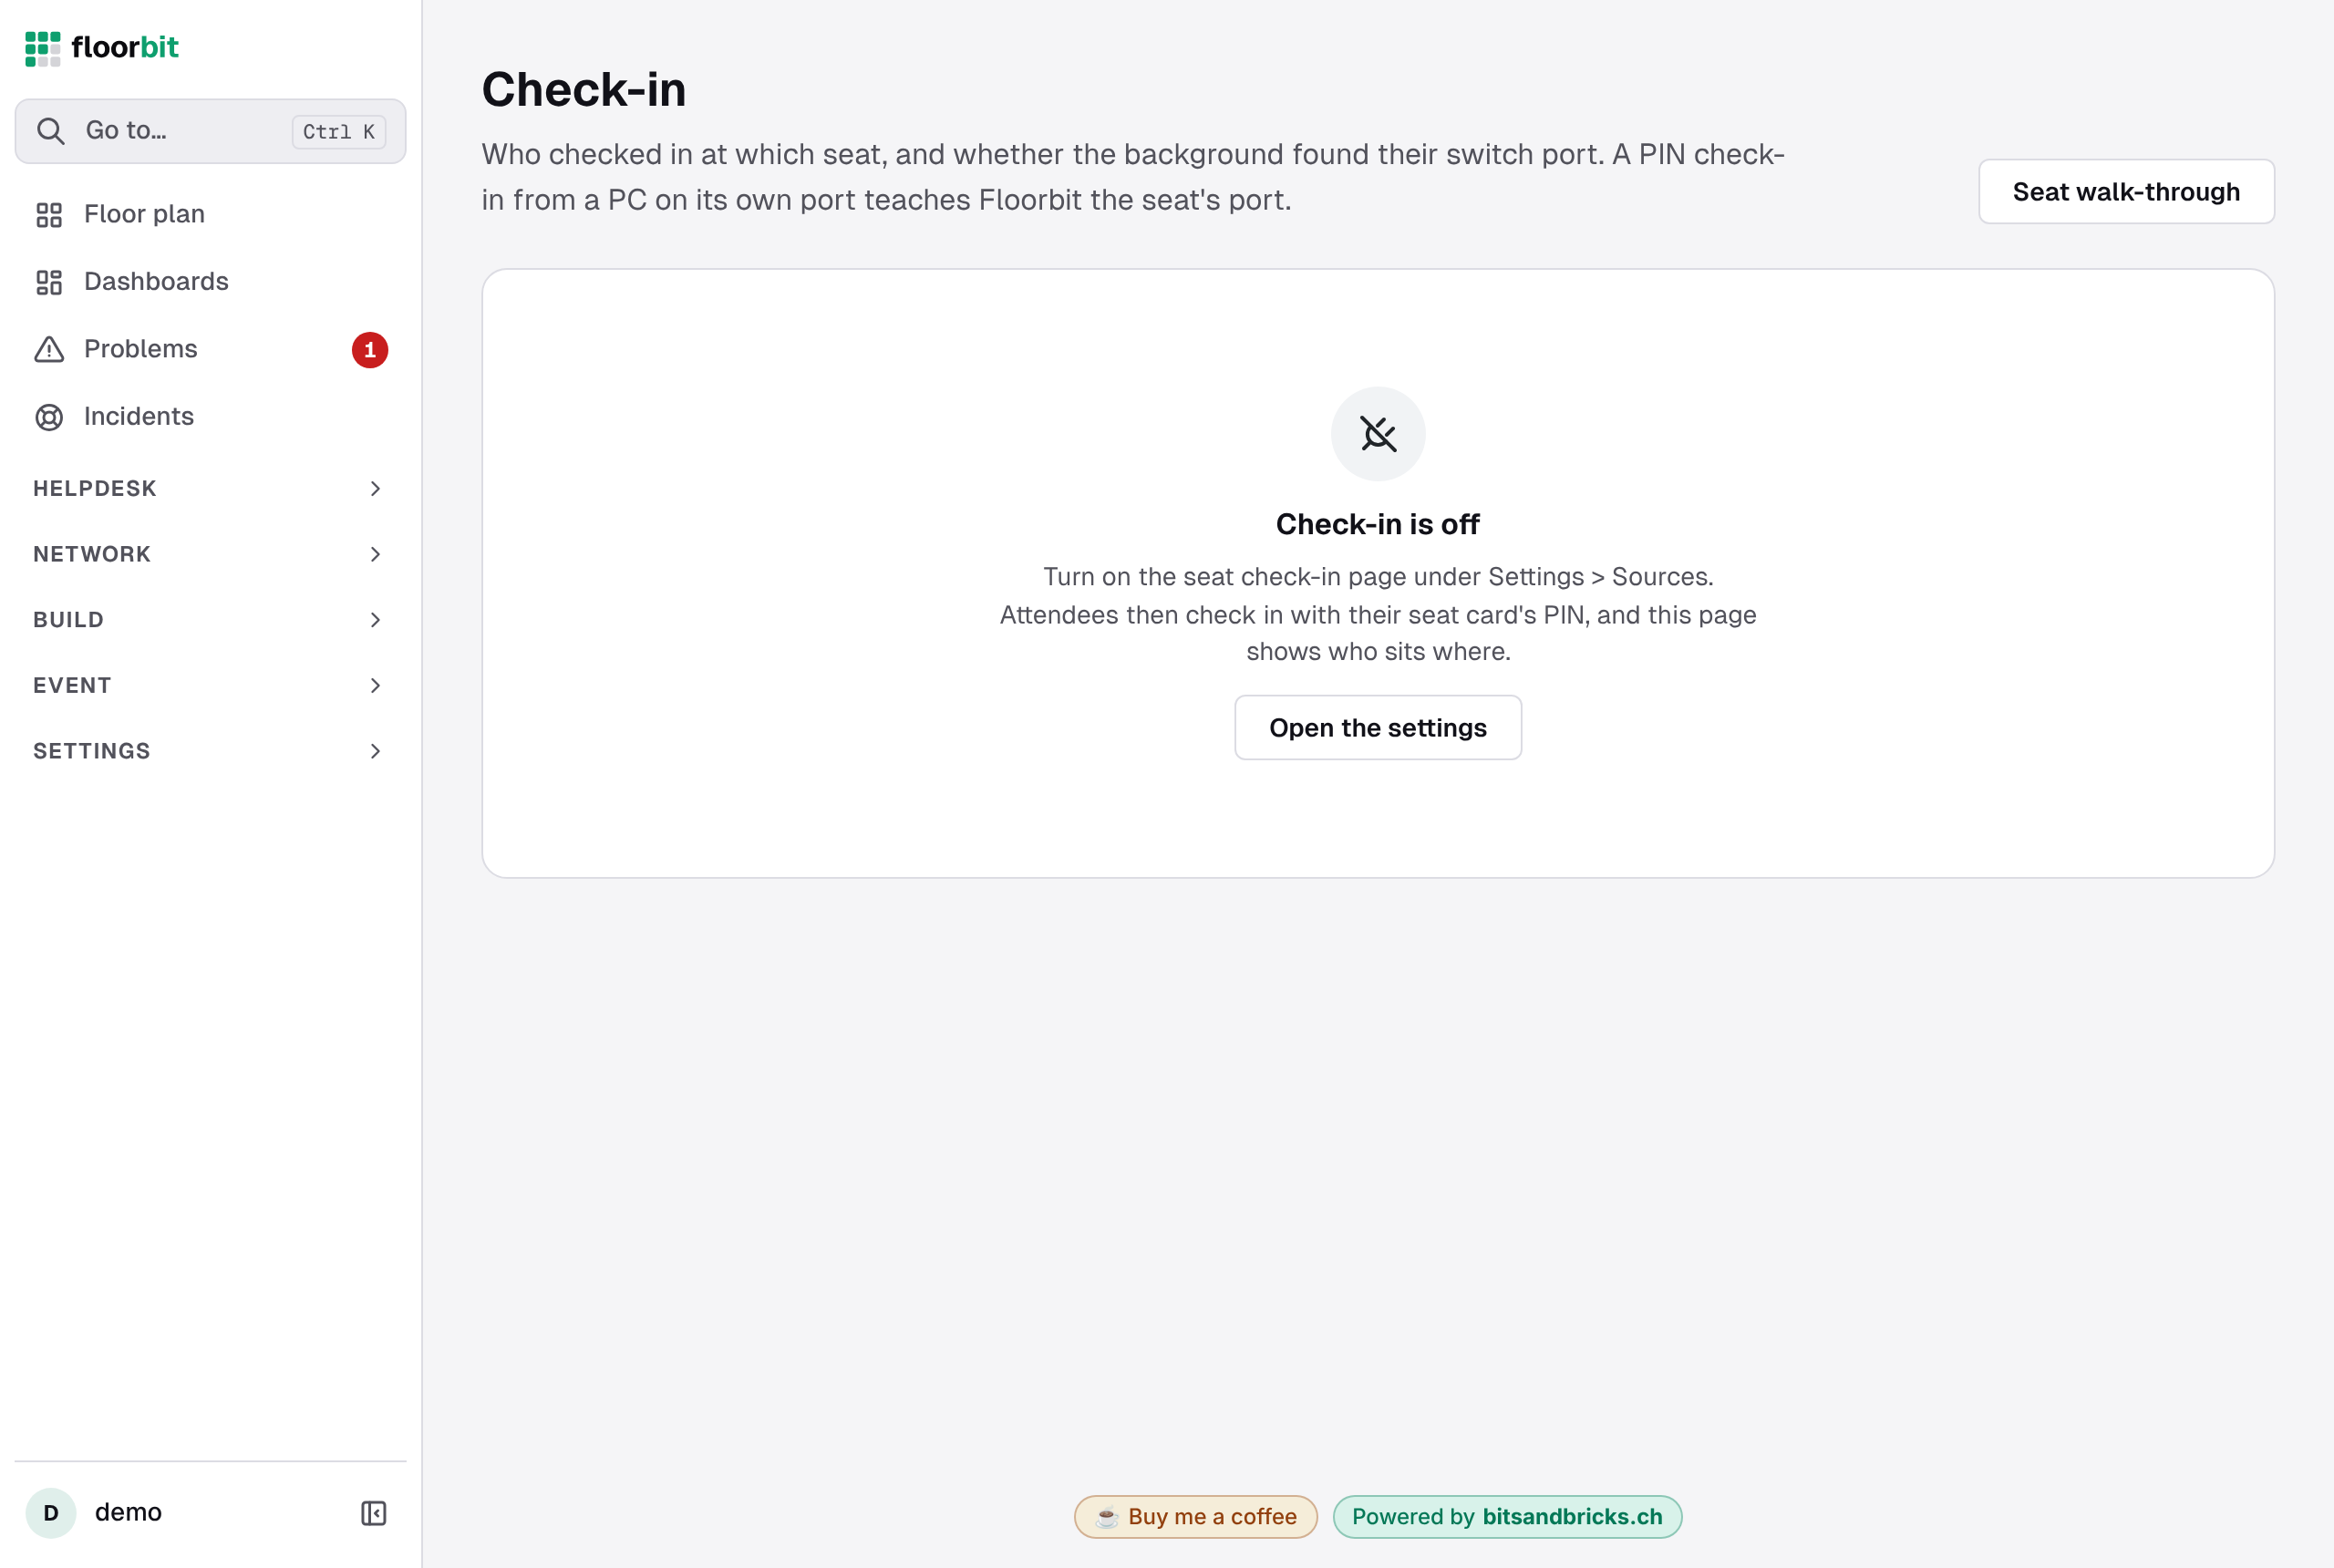 floorbit
Go to...
Ctrl K
Floor plan
Dashboards
Problems
1
Incidents
HELPDESK
NETWORK
BUILD
EVENT
SETTINGS
D
demo
Check-in
Who checked in at which seat, and whether the background found their switch port. A PIN check-
in from a PC on its own port teaches Floorbit the seat's port.
Seat walk-through
Check-in is off
Turn on the seat check-in page under Settings > Sources.
Attendees then check in with their seat card's PIN, and this page
shows who sits where.
Open the settings
Buy me a coffee
Powered by bitsandbricks.ch